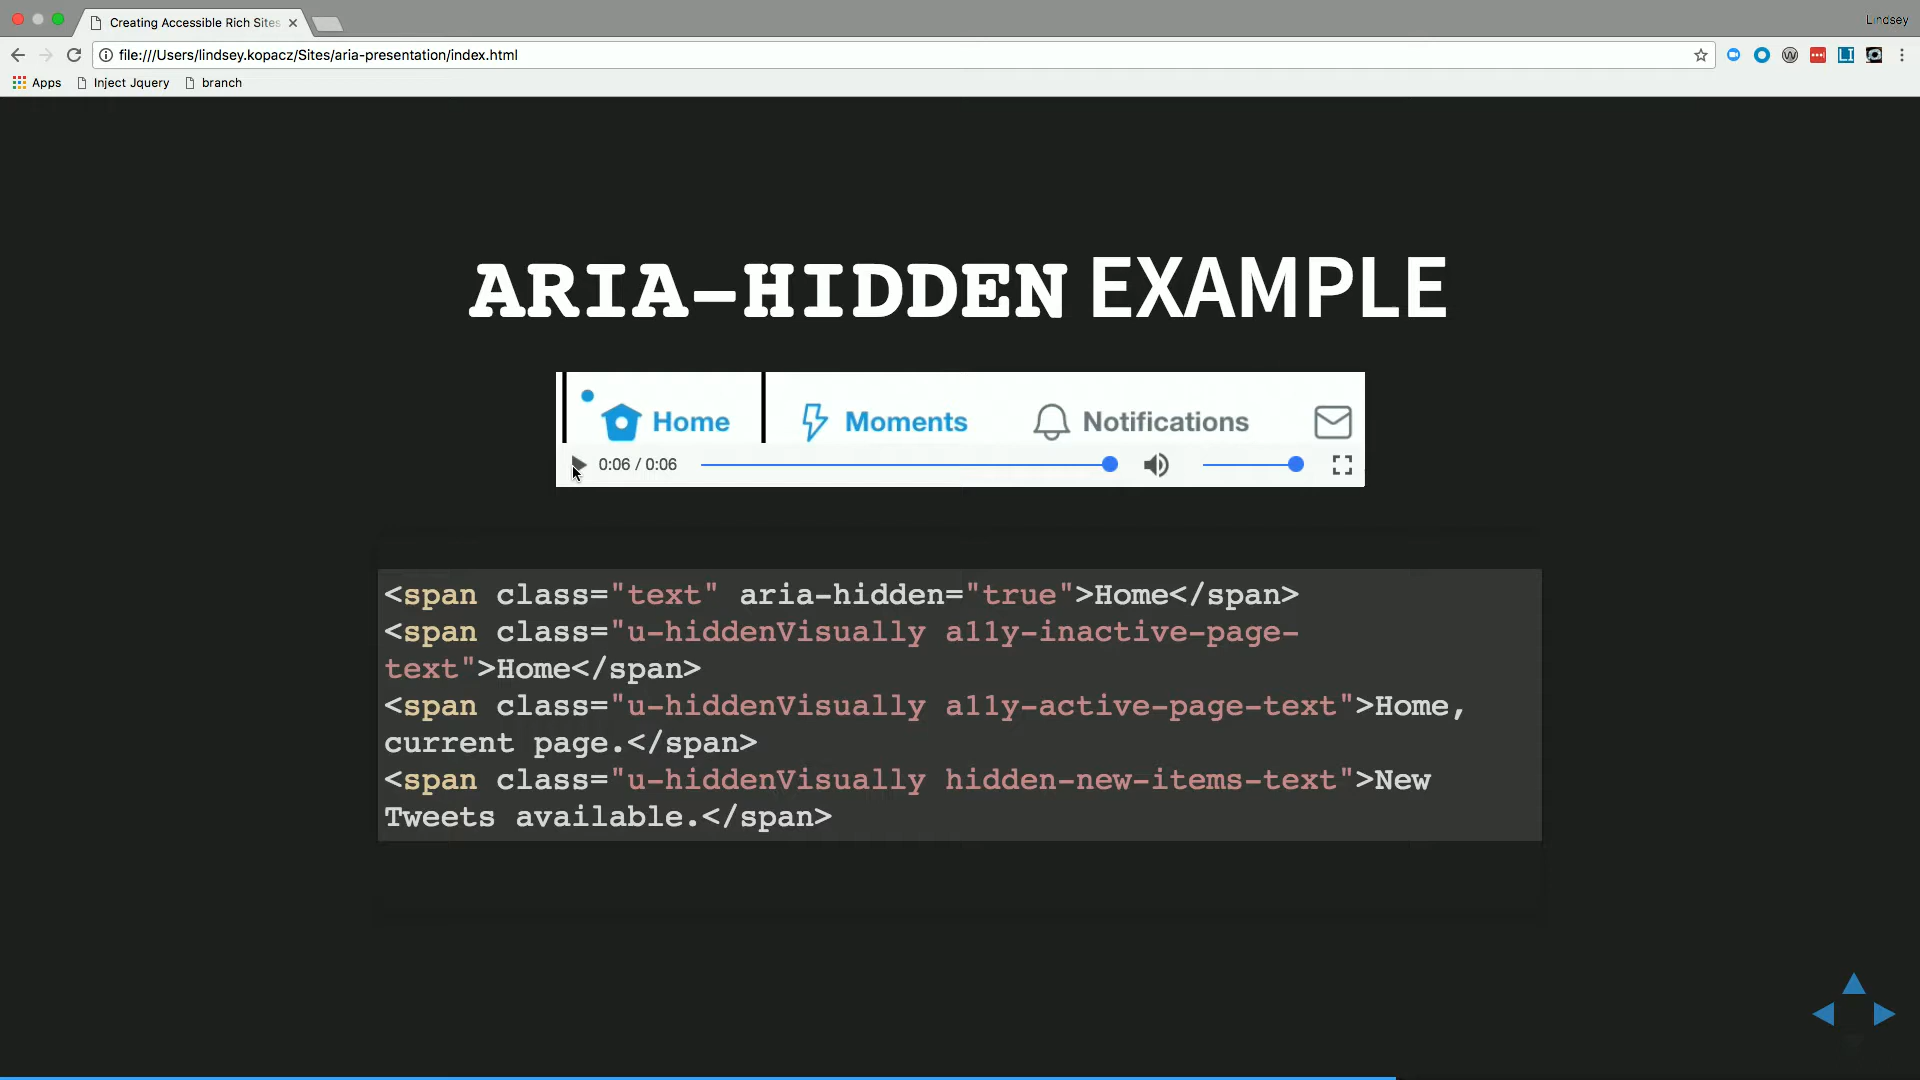 Creating Accessible Rich Sites
Lindsey
file:///Users/lindsey.kopacz/Sites/aria-presentation/index.html
Apps Inject Jquery branch
ARIA-HIDDEN EXAMPLE
Home Moments Notifications
0:06 / 0:06
<span class="text" aria-hidden="true">Home</span>
<span class="u-hiddenVisually a11y-inactive-page-
text">Home</span>
<span class="u-hiddenVisually a11y-active-page-text">Home,
current page.</span>
<span class="u-hiddenVisually hidden-new-items-text">New
Tweets available.</span>